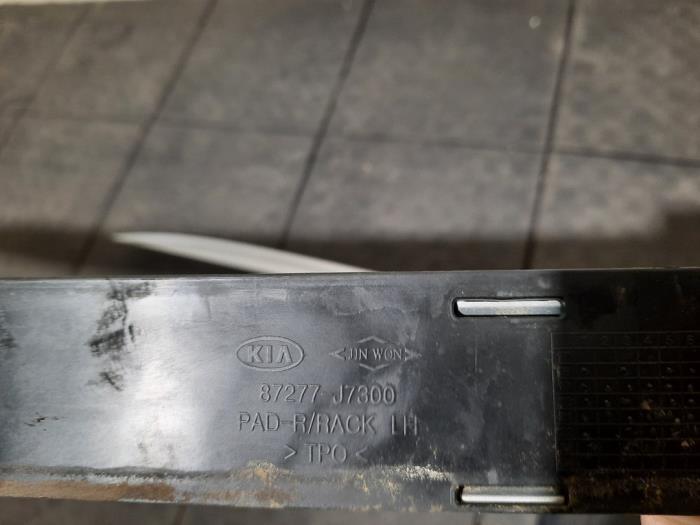 KIA JIN WON
87277-J7300
PAD-R/RACK LH
>TPO<